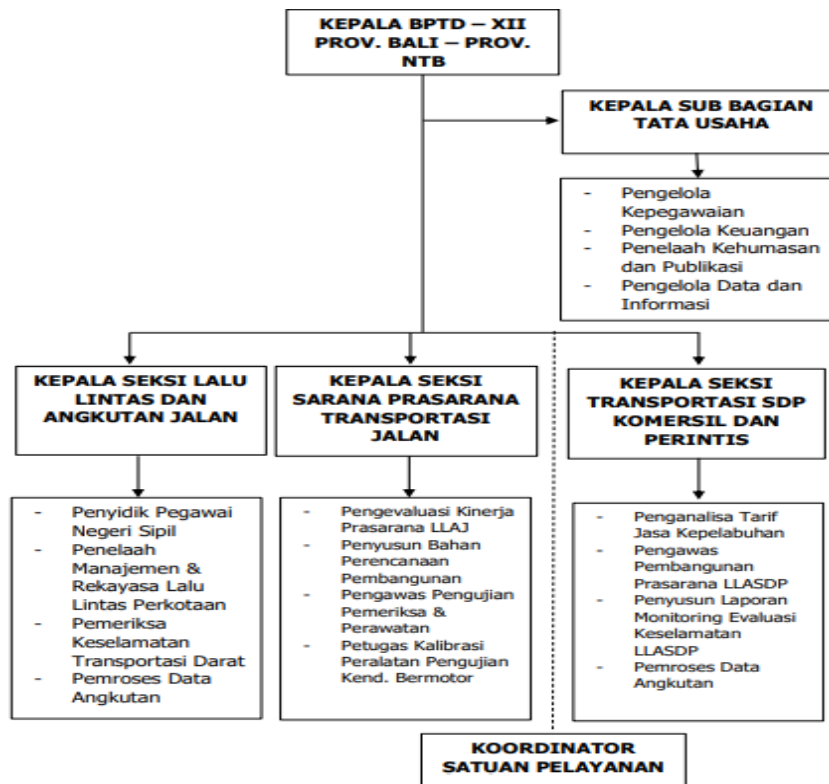 KEPALA BPTD – XII
PROV. BALI – PROV.
NTB
KEPALA SUB BAGIAN
TATA USAHA
- Pengelola
Kepegawaian
- Pengelola Keuangan
- Penelaah Kehumasan
dan Publikasi
- Pengelola Data dan
Informasi
KEPALA SEKSI LALU
LINTAS DAN
ANGKUTAN JALAN
KEPALA SEKSI
SARANA PRASARANA
TRANSPORTASI
JALAN
KEPALA SEKSI
TRANSPORTASI SDP
KOMERSIL DAN
PERINTIS
- Penyidik Pegawai
Negeri Sipil
- Penelaah
Manajemen &
Rekayasa Lalu
Lintas Perkotaan
- Pemeriksa
Keselamatan
Transportasi Darat
- Pemroses Data
Angkutan
- Pengevaluasi Kinerja
Prasarana LLAJ
- Penyusun Bahan
Perencanaan
Pembangunan
- Pengawas Pengujian
Pemeriksa &
Perawatan
- Petugas Kalibrasi
Peralatan Pengujian
Kend. Bermotor
- Penganalisa Tarif
Jasa Kepelabuhan
- Pengawas
Pembangunan
Prasarana LLASDP
- Penyusun Laporan
Monitoring Evaluasi
Keselamatan
LLASDP
- Pemroses Data
Angkutan
KOORDINATOR
SATUAN PELAYANAN